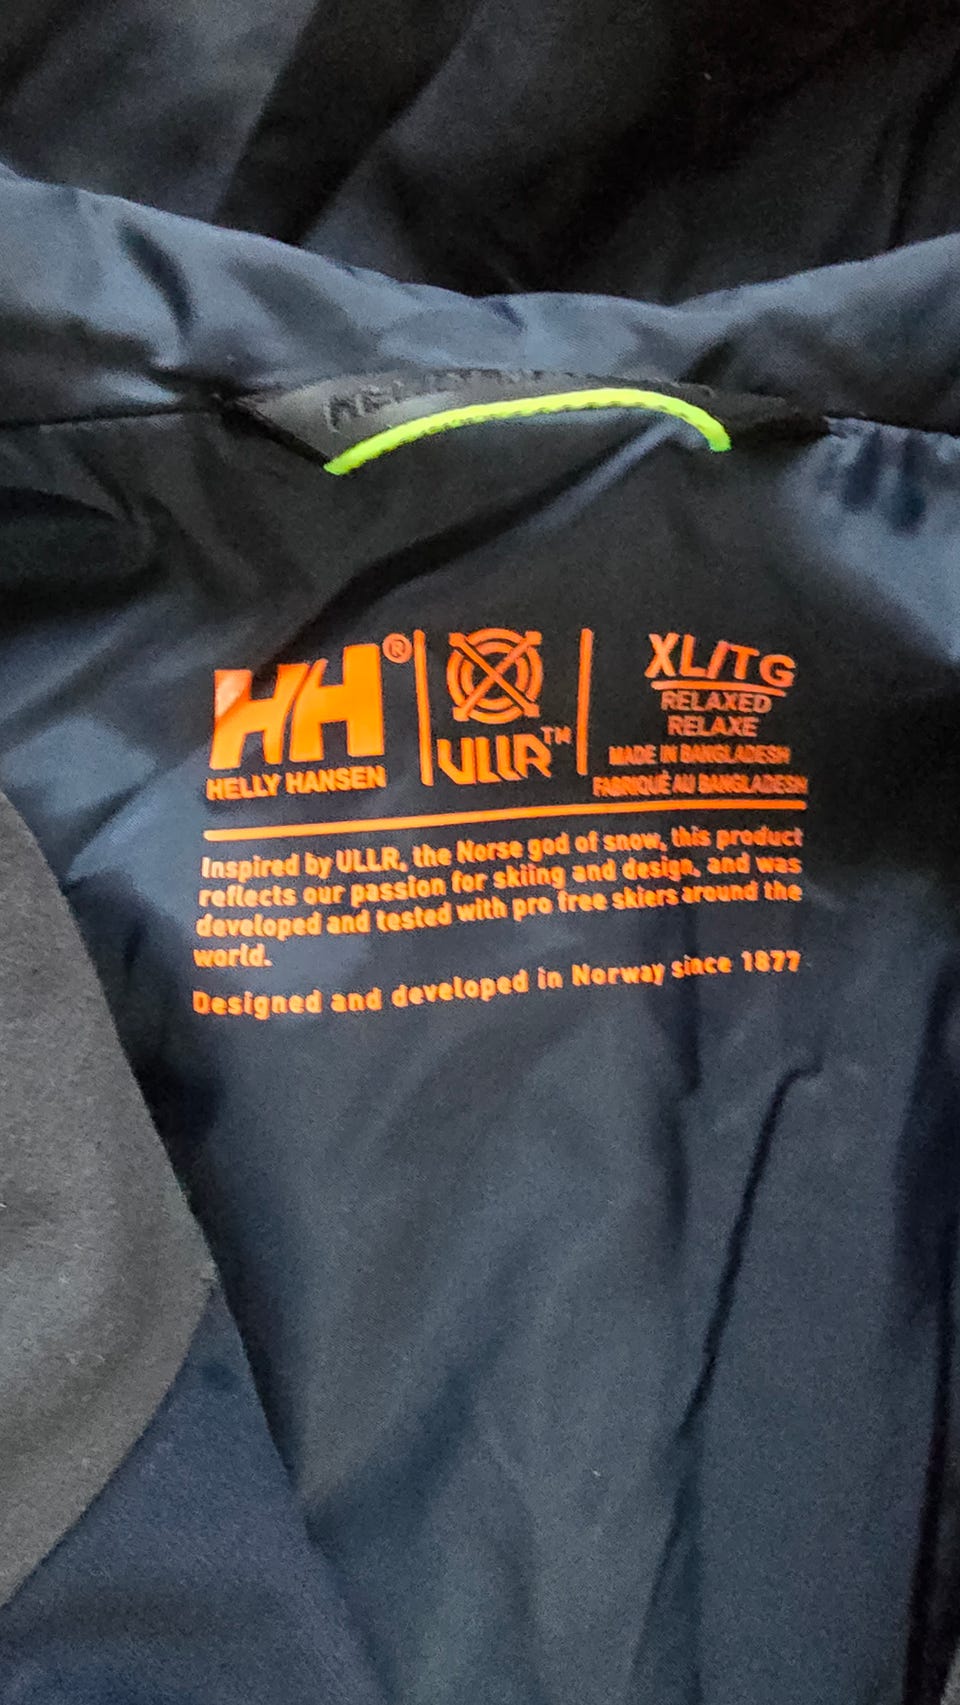 HELLY HANSEN
HH®
HELLY HANSEN
ULLR™
XL/TG
RELAXED
RELAXE
MADE IN BANGLADESH
FABRIQUÉ AU BANGLADESH
Inspired by ULLR, the Norse god of snow, this product
reflects our passion for skiing and design, and was
developed and tested with pro free skiers around the
world.
Designed and developed in Norway since 1877